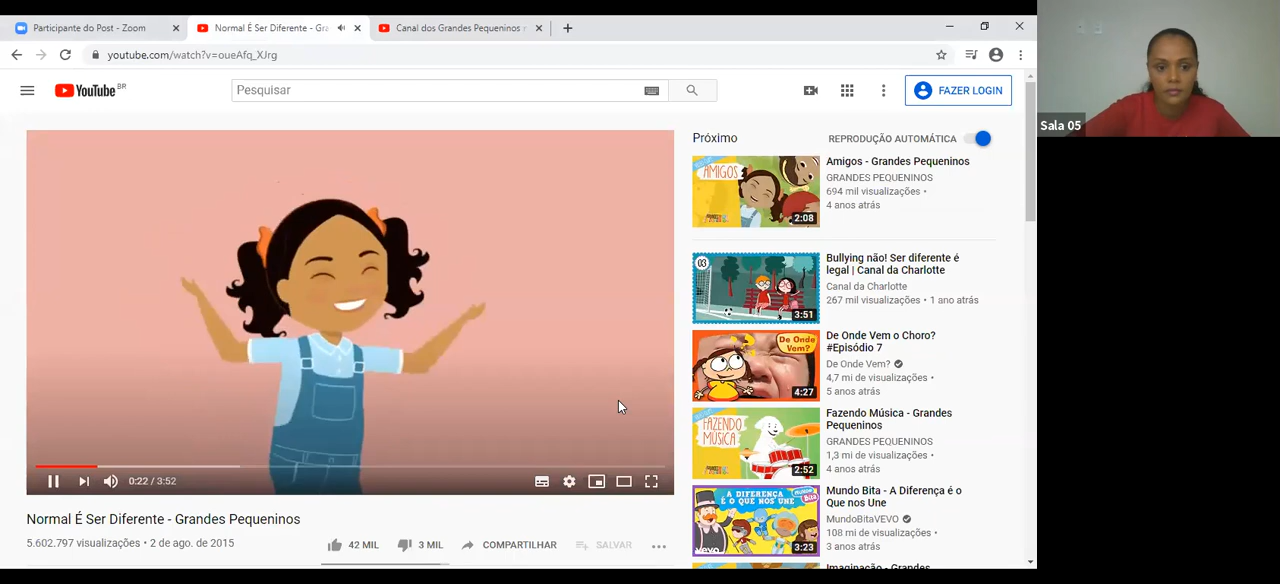 Participante do Post - Zoom
Normal É Ser Diferente - Gra
Canal dos Grandes Pequeninos
youtube.com/watch?v=oueAfq_XJrg
YouTube BR
Pesquisar
FAZER LOGIN
Sala 05
Próximo
REPRODUÇÃO AUTOMÁTICA
AMIGOS
2:08
Amigos - Grandes Pequeninos
GRANDES PEQUENINOS
694 mil visualizações •
4 anos atrás
03
3:51
Bullying não! Ser diferente é
legal | Canal da Charlotte
Canal da Charlotte
267 mil visualizações • 1 ano atrás
De Onde
Vem?
4:27
De Onde Vem o Choro?
#Episódio 7
De Onde Vem?
4,7 mi de visualizações •
5 anos atrás
FAZENDO
MÚSICA
2:52
Fazendo Música - Grandes
Pequeninos
GRANDES PEQUENINOS
1,3 mi de visualizações •
4 anos atrás
A DIFERENÇA
É O QUE NOS UNE
vevo
3:23
Mundo Bita - A Diferença é o
Que nos Une
MundoBitaVEVO
108 mi de visualizações •
3 anos atrás
Imaginação - Grandes
0:22 / 3:52
Normal É Ser Diferente - Grandes Pequeninos
5.602.797 visualizações • 2 de ago. de 2015
42 MIL
3 MIL
COMPARTILHAR
SALVAR